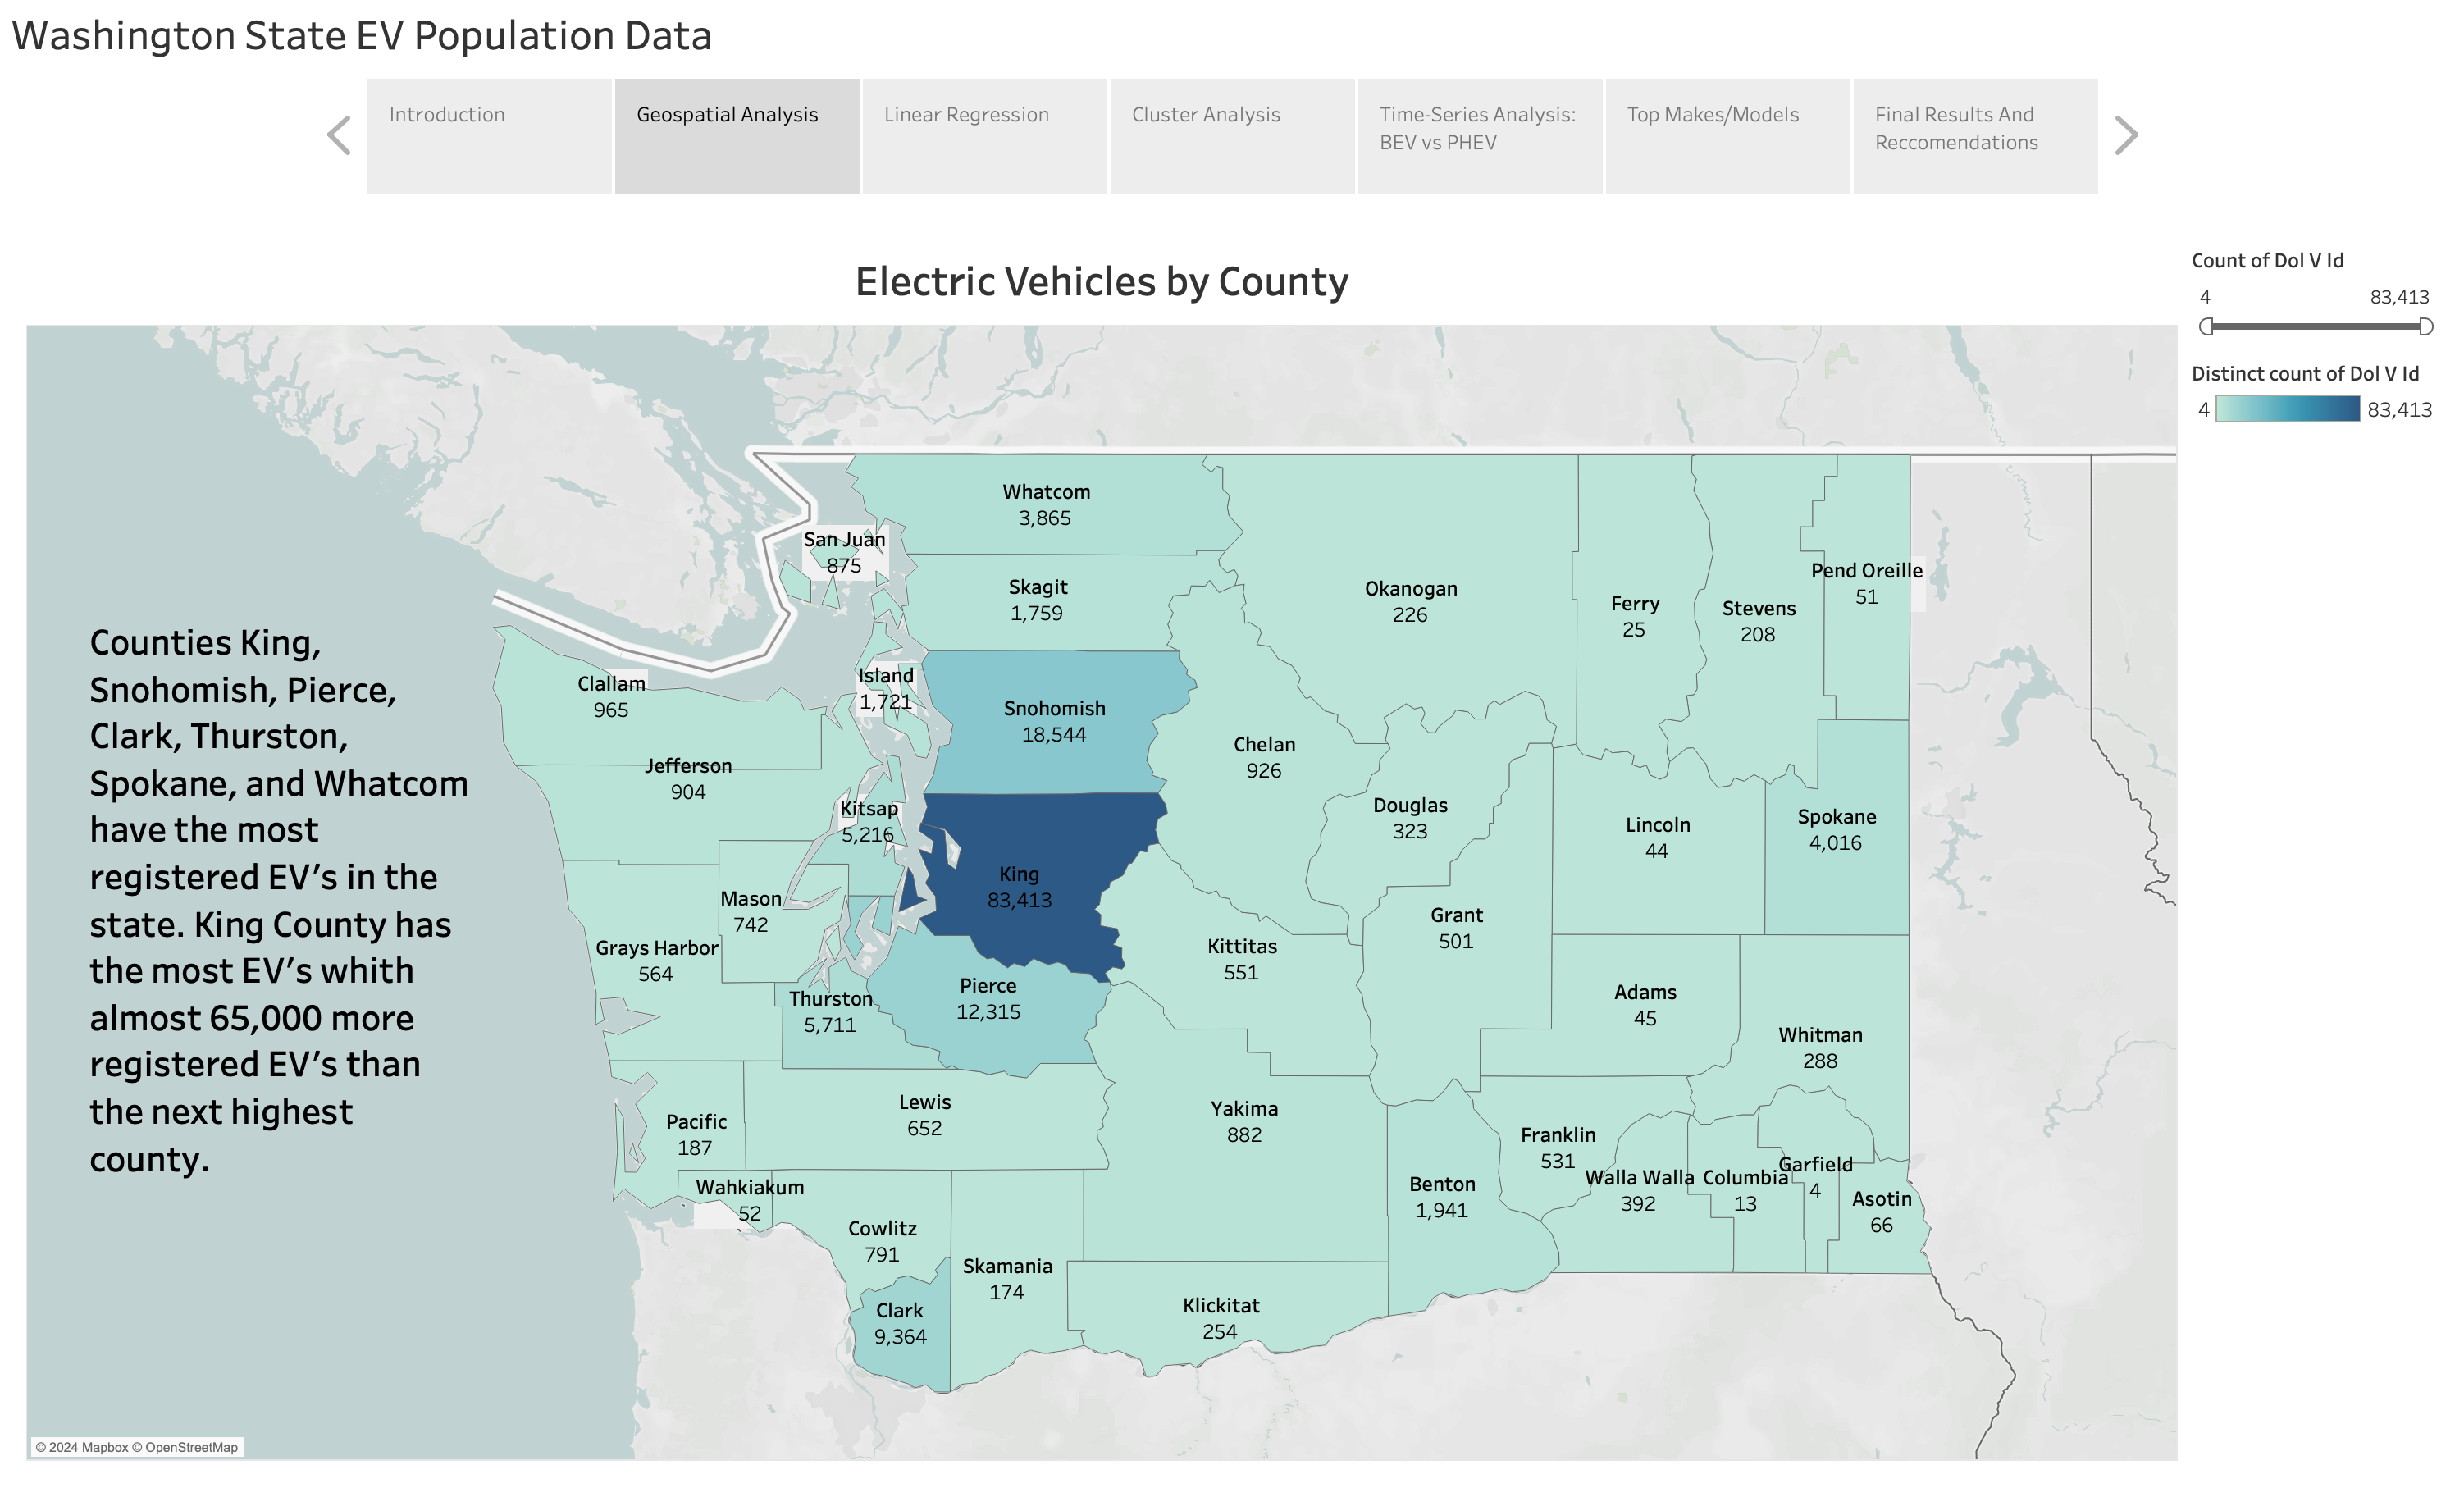 Washington State EV Population Data
Introduction
Geospatial Analysis
Linear Regression
Cluster Analysis
Time-Series Analysis:
BEV vs PHEV
Top Makes/Models
Final Results And
Reccomendations
Electric Vehicles by County
Count of Dol V Id
4 83,413
Distinct count of Dol V Id
4 83,413
Counties King,
Snohomish, Pierce,
Clark, Thurston,
Spokane, and Whatcom
have the most
registered EV's in the
state. King County has
the most EV's whith
almost 65,000 more
registered EV's than
the next highest
county.
Whatcom
3,865
San Juan
875
Skagit
1,759
Okanogan
226
Ferry
25
Stevens
208
Pend Oreille
51
Clallam
965
Island
1,721
Snohomish
18,544
Chelan
926
Jefferson
904
Kitsap
5,216
Douglas
323
Lincoln
44
Spokane
4,016
King
83,413
Mason
742
Grays Harbor
564
Kittitas
551
Grant
501
Thurston
5,711
Pierce
12,315
Adams
45
Whitman
288
Pacific
187
Lewis
652
Yakima
882
Franklin
531
Walla Walla
392
Columbia
13
Garfield
4
Asotin
66
Benton
1,941
Wahkiakum
52
Cowlitz
791
Skamania
174
Clark
9,364
Klickitat
254
© 2024 Mapbox © OpenStreetMap